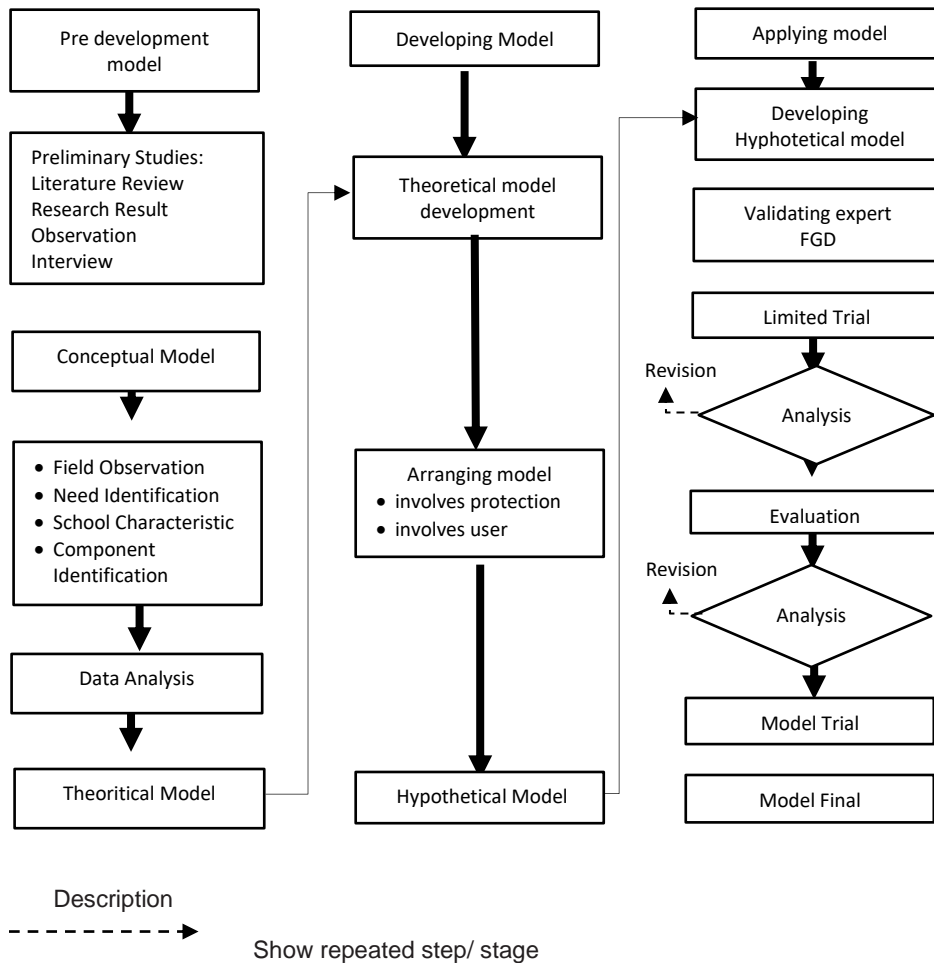 Pre development
model
Preliminary Studies:
Literature Review
Research Result
Observation
Interview
Conceptual Model
• Field Observation
• Need Identification
• School Characteristic
• Component
Identification
Data Analysis
Theoritical Model
Developing Model
Theoretical model
development
Arranging model
• involves protection
• involves user
Hypothetical Model
Applying model
Developing
Hyphotetical model
Validating expert
FGD
Limited Trial
Revision
Analysis
Evaluation
Revision
Analysis
Model Trial
Model Final
Description
Show repeated step/ stage